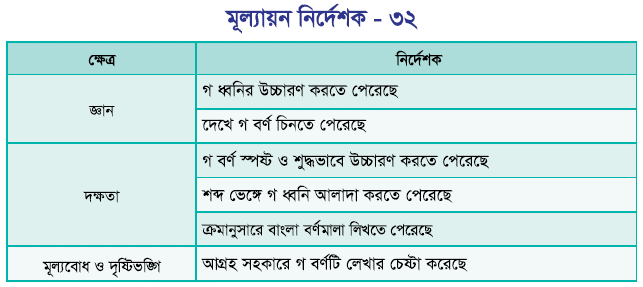 মূল্যায়ন নির্দেশক - ৩২
ক্ষেত্র নির্দেশক
জ্ঞান
গ ধ্বনির উচ্চারণ করতে পেরেছে
দেখে গ বর্ণ চিনতে পেরেছে
দক্ষতা
গ বর্ণ স্পষ্ট ও শুদ্ধভাবে উচ্চারণ করতে পেরেছে
শব্দ ভেঙ্গে গ ধ্বনি আলাদা করতে পেরেছে
ক্রমানুসারে বাংলা বর্ণমালা লিখতে পেরেছে
মূল্যবোধ ও দৃষ্টিভঙ্গি আগ্রহ সহকারে গ বর্ণটি লেখার চেষ্টা করেছে